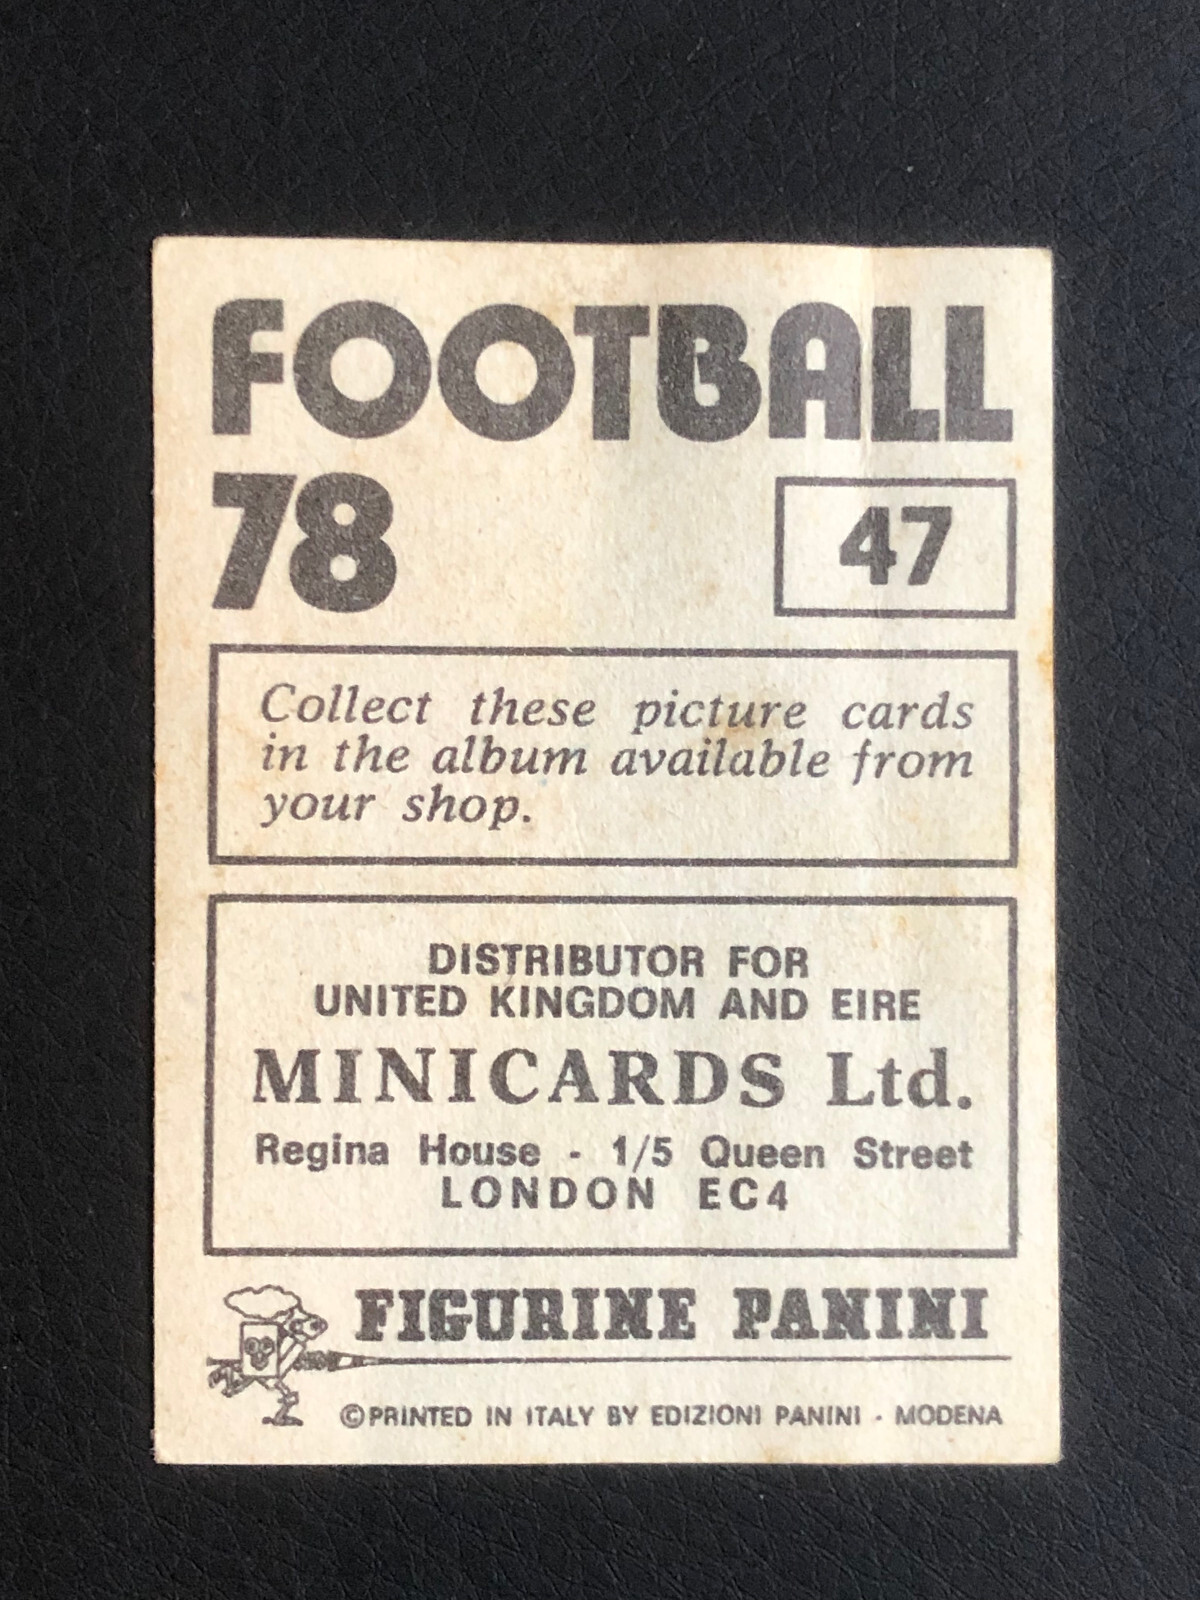 FOOTBALL
78
47
Collect these picture cards
in the album available from
your shop.
DISTRIBUTOR FOR
UNITED KINGDOM AND EIRE
MINICARDS Ltd.
Regina House - 1/5 Queen Street
LONDON EC4
FIGURINE PANINI
©PRINTED IN ITALY BY EDIZIONI PANINI - MODENA